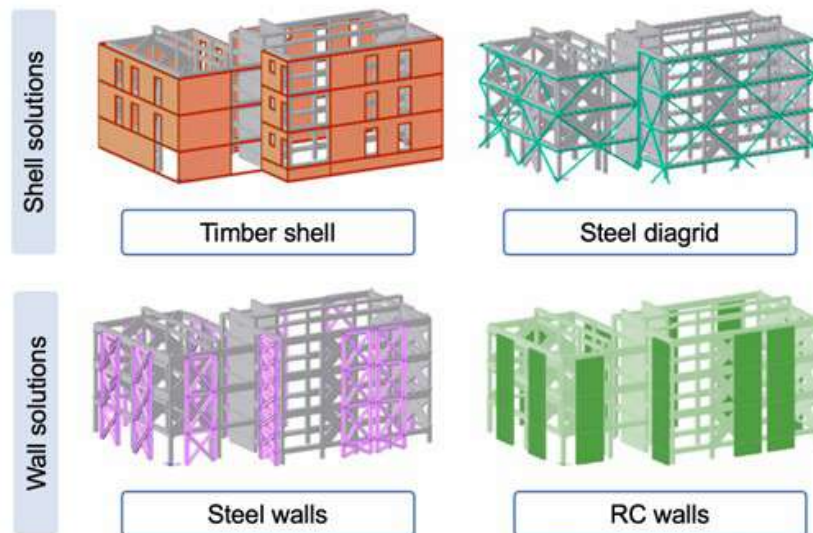 Shell solutions
Timber shell
Steel diagrid
Wall solutions
Steel walls
RC walls